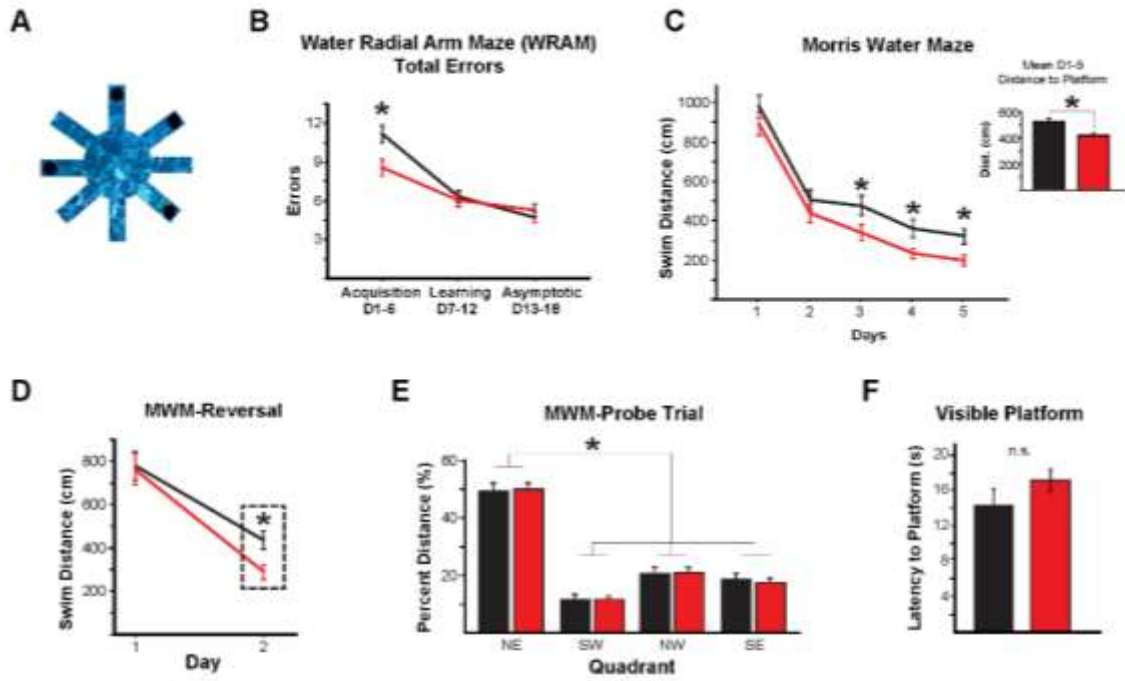 A
B
Water Radial Arm Maze (WRAM)
Total Errors
Errors
12
9
6
3
*
Acquisition
D1-6
Learning
D7-12
Asymptotic
D13-18
C
Morris Water Maze
Swim Distance (cm)
1000
800
600
400
200
*
*
*
1 2 3 4 5
Days
Mean D1-5
Distance to Platform
Dist. (cm)
600
400
*
D
MWM-Reversal
Swim Distance (cm)
800
600
400
200
*
1 2
Day
E
MWM-Probe Trial
*
Percent Distance (%)
60
20
NE SW NW SE
Quadrant
F
Visible Platform
n.s.
Latency to Platform (s)
20
16
12
8
4